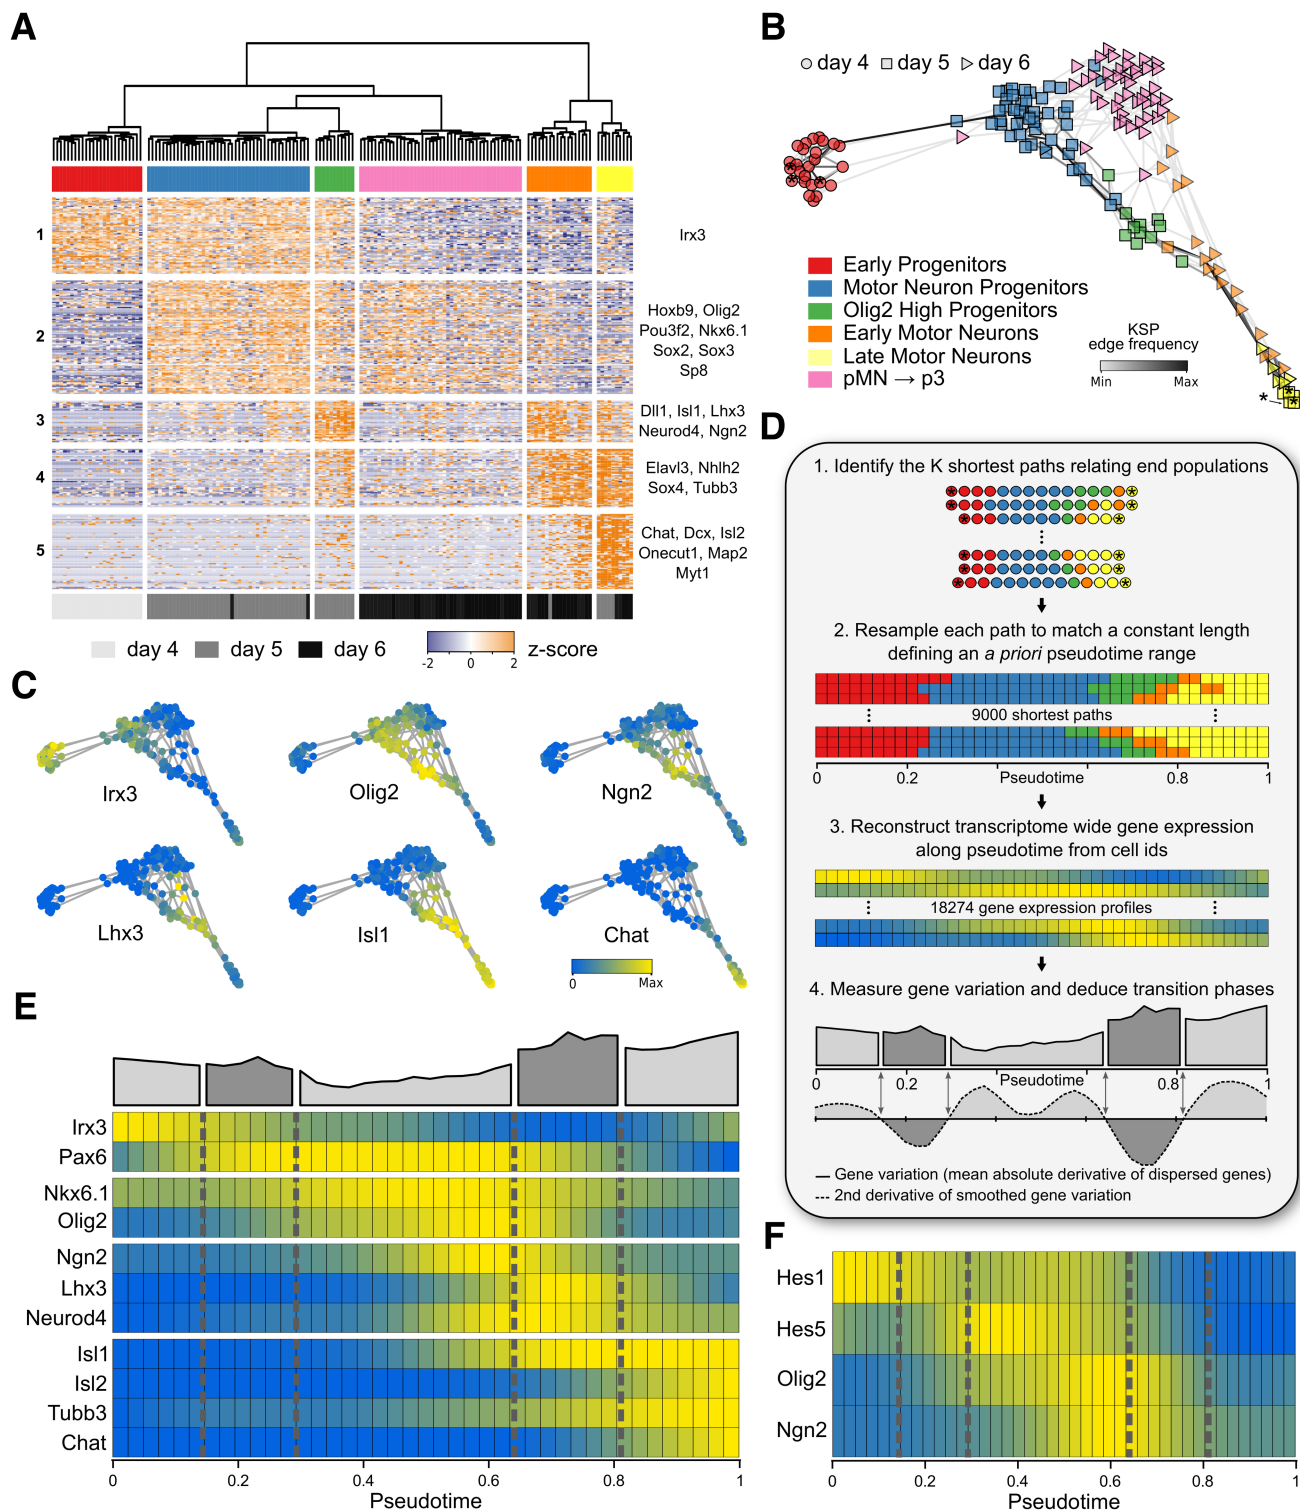 A
1
Irx3
2
Hoxb9, Olig2
Pou3f2, Nkx6.1
Sox2, Sox3
Sp8
3
Dll1, Isl1, Lhx3
Neurod4, Ngn2
4
Elavl3, Nhlh2
Sox4, Tubb3
5
Chat, Dcx, Isl2
Onecut1, Map2
Myt1
day 4 day 5 day 6
-2 0 2 z-score
B
day 4 day 5 day 6
Early Progenitors
Motor Neuron Progenitors
Olig2 High Progenitors
Early Motor Neurons
Late Motor Neurons
pMN → p3
KSP
edge frequency
Min Max
*
C
Irx3 Olig2 Ngn2
Lhx3 Isl1 Chat
0 Max
D
1. Identify the K shortest paths relating end populations
2. Resample each path to match a constant length
defining an a priori pseudotime range
9000 shortest paths
0 0.2 Pseudotime 0.8 1
3. Reconstruct transcriptome wide gene expression
along pseudotime from cell ids
18274 gene expression profiles
4. Measure gene variation and deduce transition phases
0 0.2 Pseudotime 0.8 1
Gene variation (mean absolute derivative of dispersed genes)
2nd derivative of smoothed gene variation
E
Irx3
Pax6
Nkx6.1
Olig2
Ngn2
Lhx3
Neurod4
Isl1
Isl2
Tubb3
Chat
0 0.2 0.4 0.6 0.8 1
Pseudotime
F
Hes1
Hes5
Olig2
Ngn2
0 0.2 0.4 0.6 0.8 1
Pseudotime